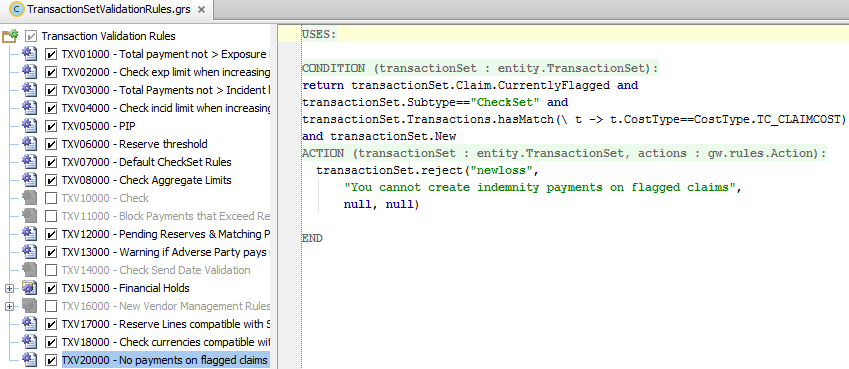 TransactionSetValidationRules.grs
Transaction Validation Rules
TXV01000 - Total payment not > Exposure
TXV02000 - Check exp limit when increasing
TXV03000 - Total Payments not > Incident
TXV04000 - Check incid limit when increasing
TXV05000 - PIP
TXV06000 - Reserve threshold
TXV07000 - Default CheckSet Rules
TXV08000 - Check Aggregate Limits
TXV10000 - Check
TXV11000 - Block Payments that Exceed Re
TXV12000 - Pending Reserves & Matching P
TXV13000 - Warning if Adverse Party pays
TXV14000 - Check Send Date Validation
TXV15000 - Financial Holds
TXV16000 - New Vendor Management Rules
TXV17000 - Reserve Lines compatible with S
TXV18000 - Check currencies compatible wit
TXV20000 - No payments on flagged claims
USES:
CONDITION (transactionSet : entity.TransactionSet):
return transactionSet.Claim.CurrentlyFlagged and
transactionSet.Subtype=="CheckSet" and
transactionSet.Transactions.hasMatch(\ t -> t.CostType==CostType.TC_CLAIMCOST)
and transactionSet.New
ACTION (transactionSet : entity.TransactionSet, actions : gw.rules.Action):
transactionSet.reject("newloss",
"You cannot create indemnity payments on flagged claims",
null, null)
END